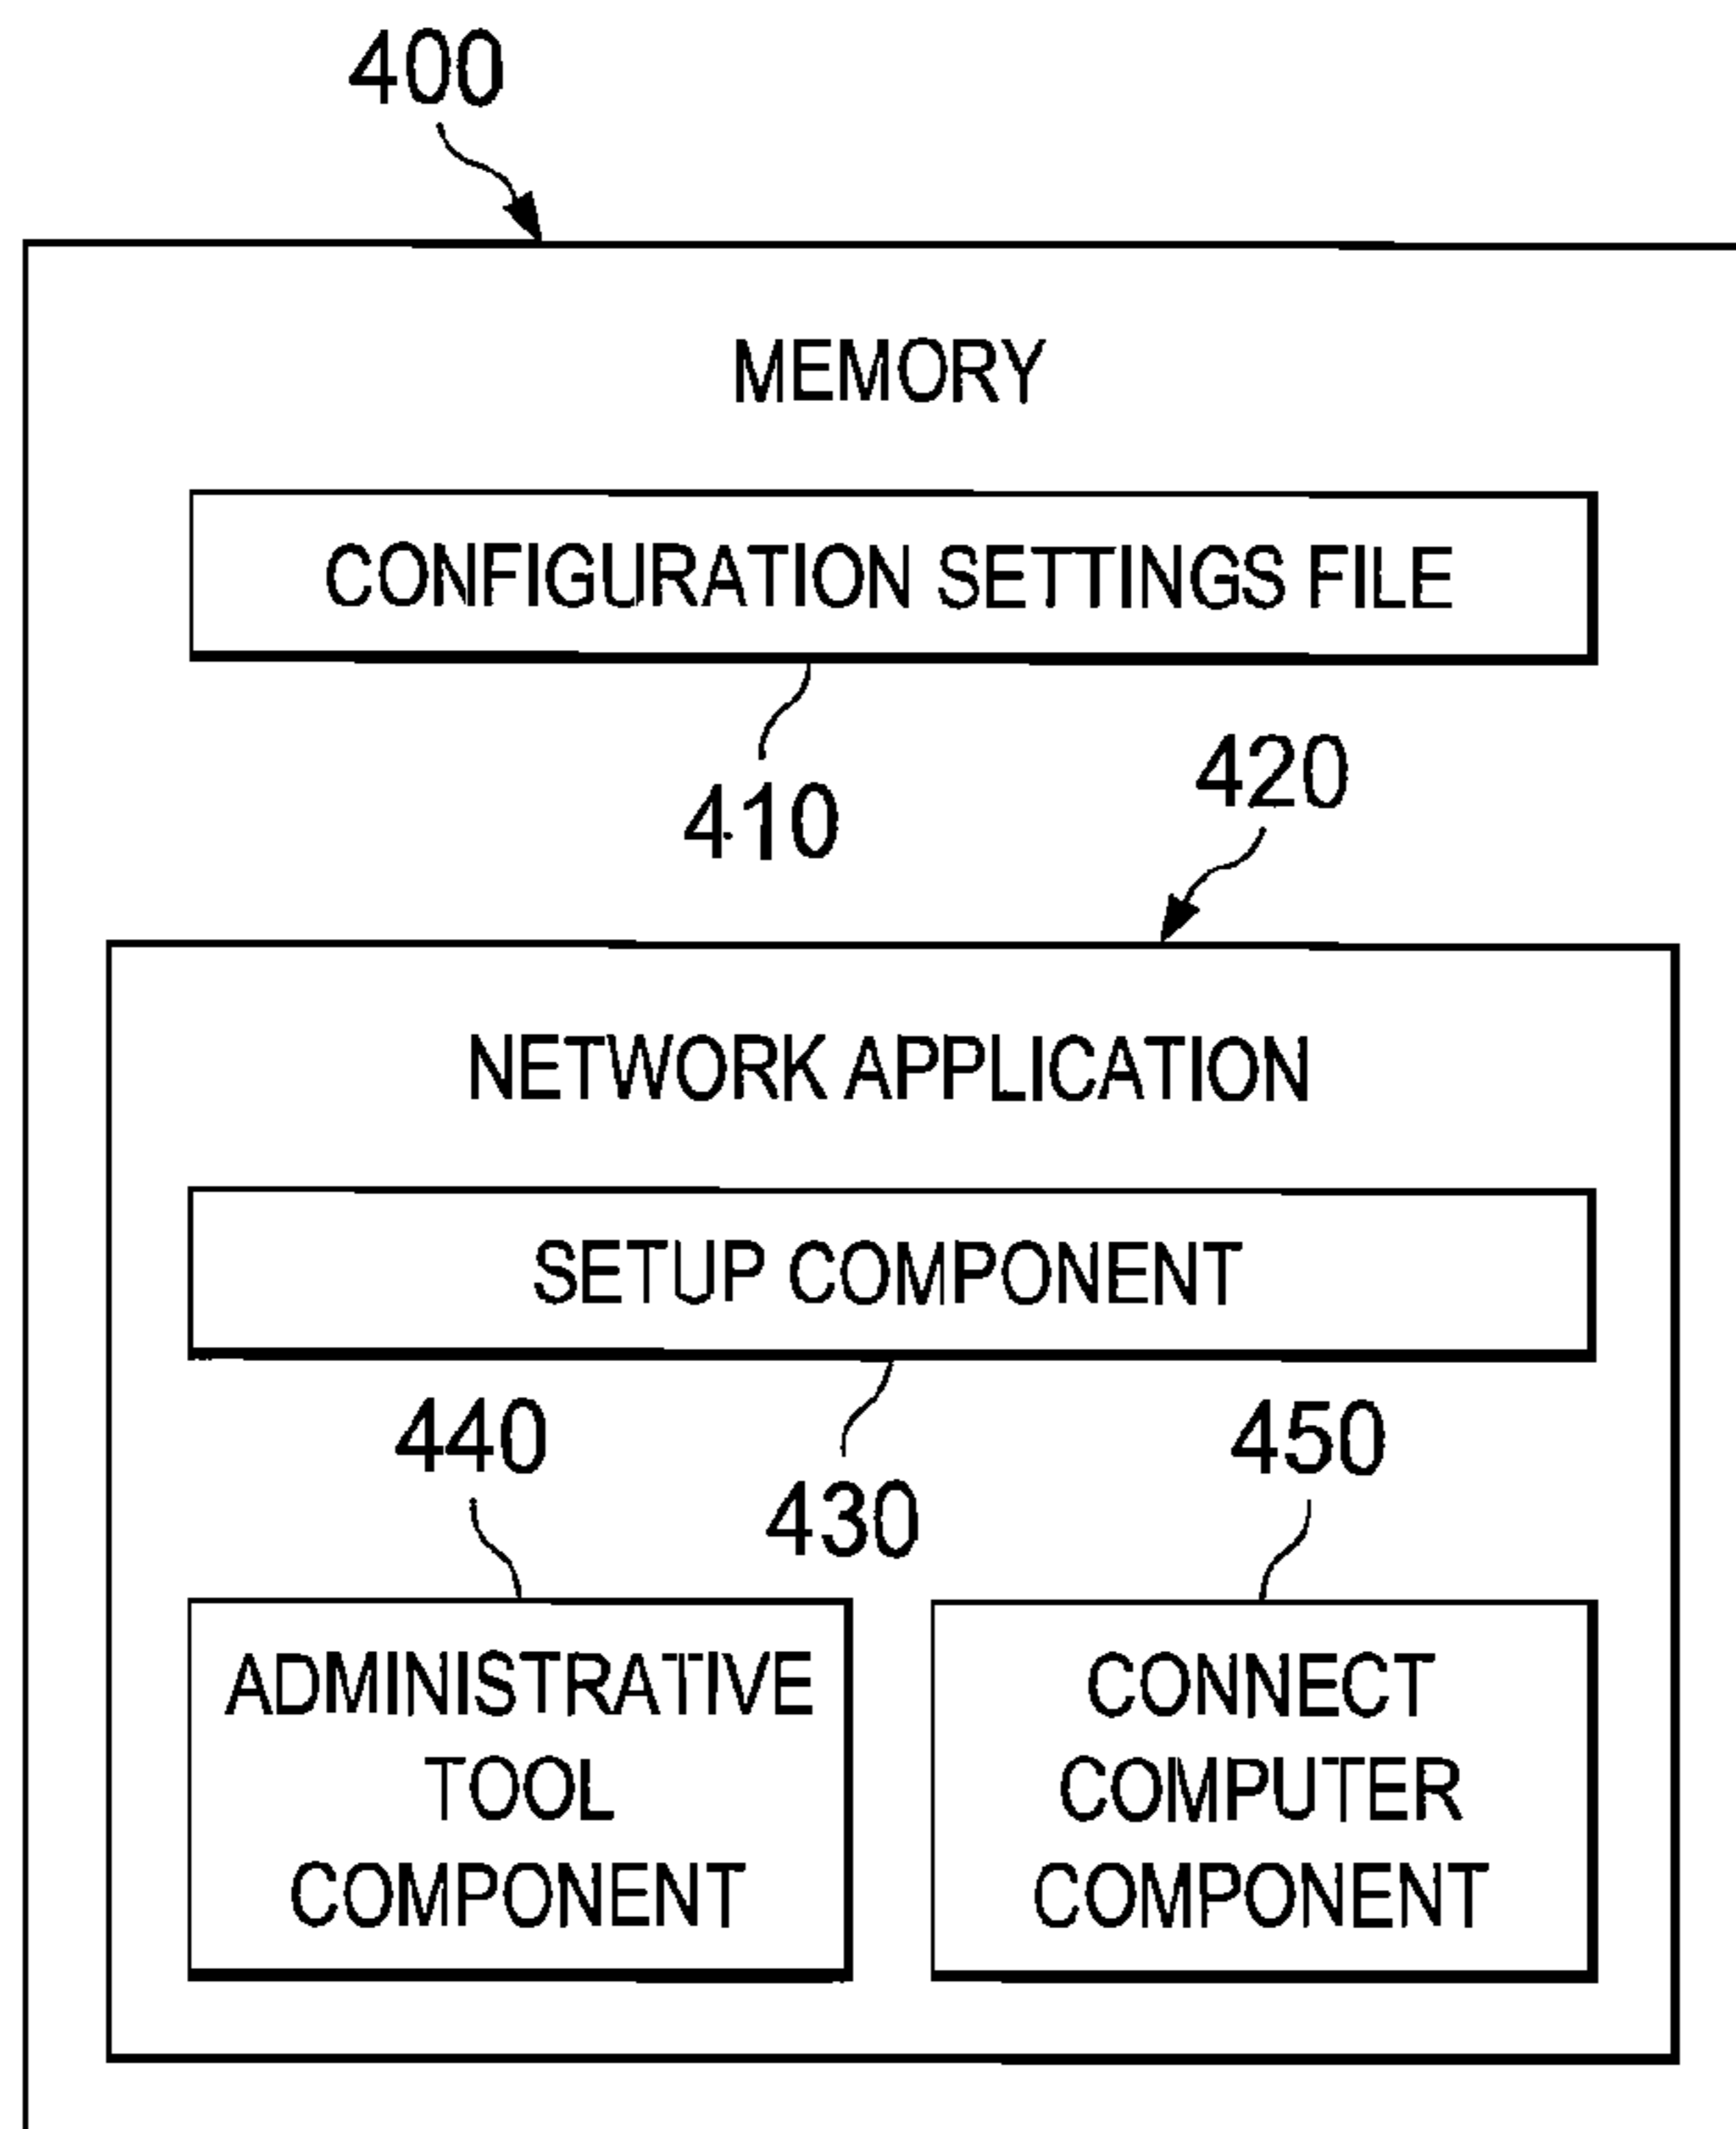 400
MEMORY
CONFIGURATION SETTINGS FILE
410
420
NETWORK APPLICATION
SETUP COMPONENT
440
430
450
ADMINISTRATIVE
TOOL
COMPONENT
CONNECT
COMPUTER
COMPONENT